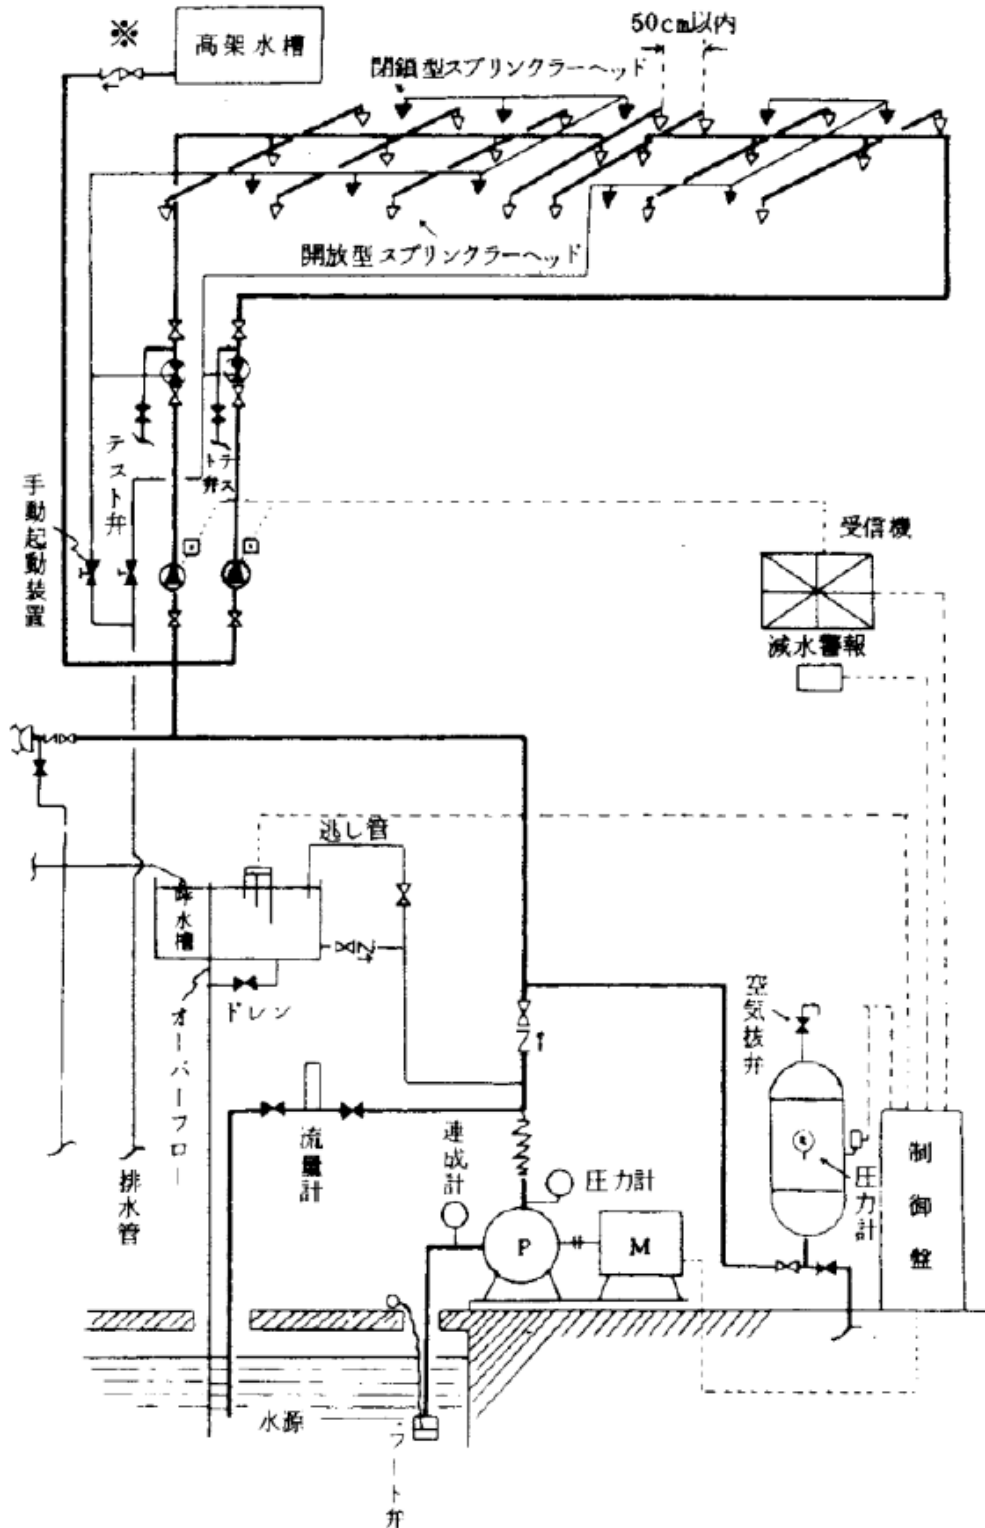 ※
高架水槽
50cm以内
閉鎖型スプリンクラーヘッド
開放型スプリンクラーヘッド
テスト弁
テスト弁
手動起動装置
受信機
減水警報
逃し管
呼水槽
ドレン
オーバーフロー
排水管
流量計
連成計
圧力計
空気抜弁
圧力計
制御盤
P
M
水源
フート弁